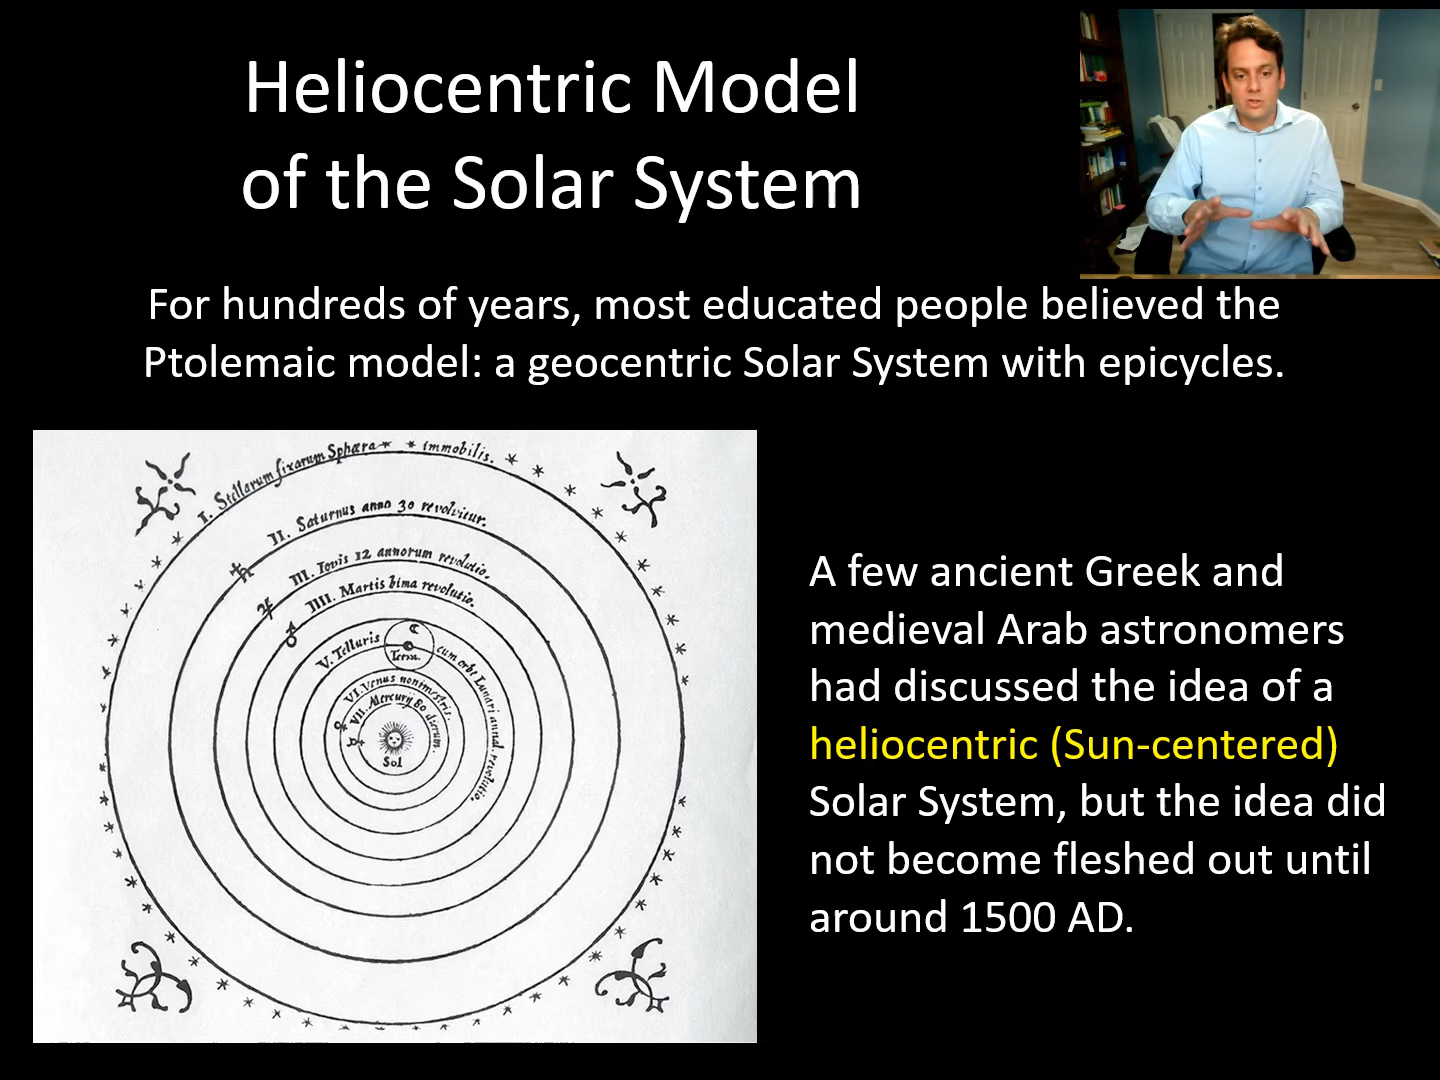 Heliocentric Model
of the Solar System
For hundreds of years, most educated people believed the
Ptolemaic model: a geocentric Solar System with epicycles.
I. Stellarum fixarum Sphæra immobilis.
II. Saturnus anno 30 revolvitur.
III. Iovis 12 annorum revolutio.
IIII. Martis bima revolutio.
V. Telluris cum orbe Lunari annal. revolutio.
Terra.
VI. Venus nonimestris.
VII. Mercury 80 dierum.
Sol
A few ancient Greek and
medieval Arab astronomers
had discussed the idea of a
heliocentric (Sun-centered)
Solar System, but the idea did
not become fleshed out until
around 1500 AD.